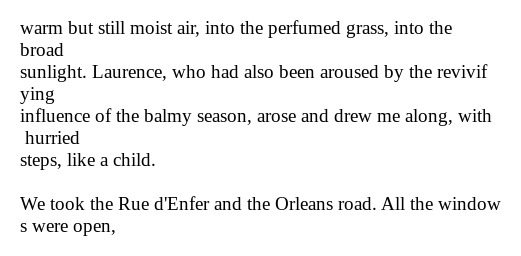 warm but still moist air, into the perfumed grass, into the
broad
sunlight. Laurence, who had also been aroused by the revivif
ying
influence of the balmy season, arose and drew me along, with
 hurried
steps, like a child.

We took the Rue d'Enfer and the Orleans road. All the window
s were open,